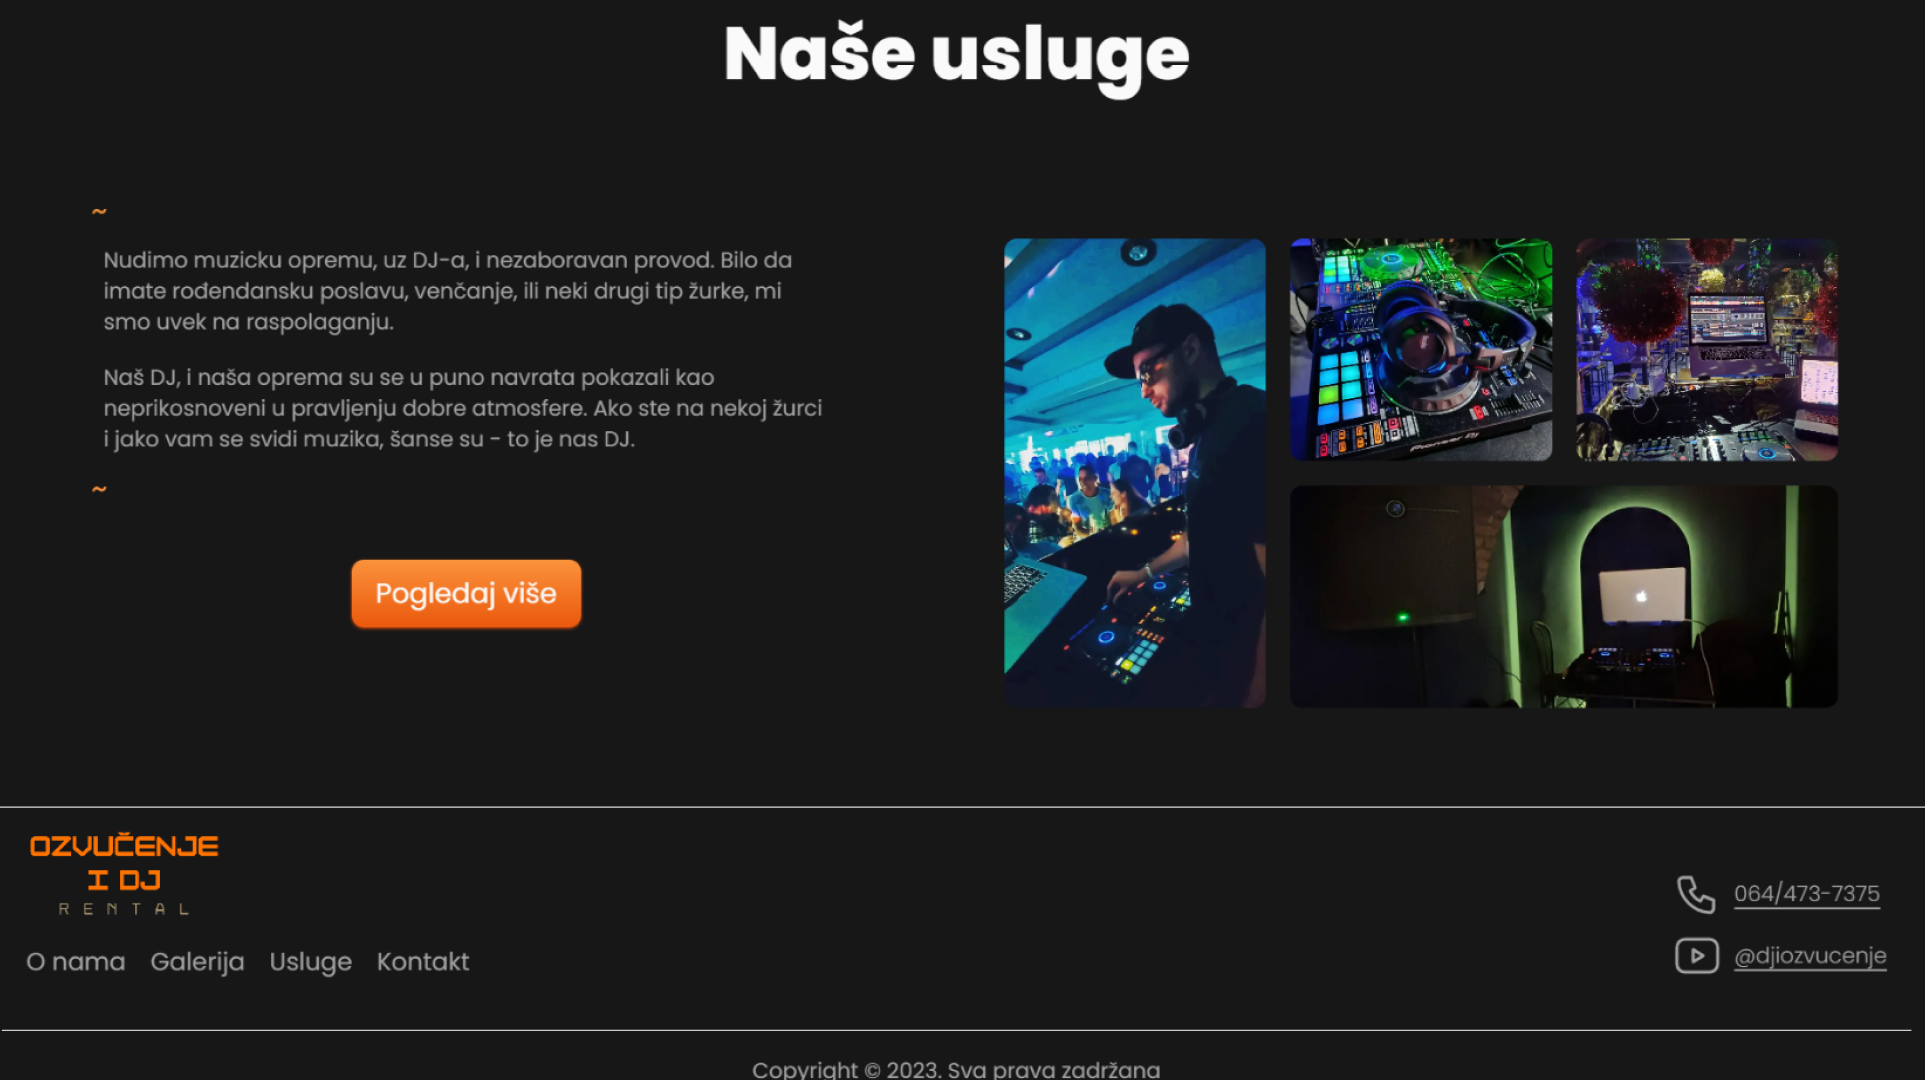 Naše usluge
~
Nudimo muzicku opremu, uz DJ-a, i nezaboravan provod. Bilo da
imate rođendansku poslavu, venčanje, ili neki drugi tip žurke, mi
smo uvek na raspolaganju.
Naš DJ, i naša oprema su se u puno navrata pokazali kao
neprikosnoveni u pravljenju dobre atmosfere. Ako ste na nekoj žurci
i jako vam se svidi muzika, šanse su - to je nas DJ.
~
Pogledaj više
Pioneer DJ
OZVUČENJE
I DJ
RENTAL
O nama Galerija Usluge Kontakt
064/473-7375
@djiozvucenje
Copyright © 2023. Sva prava zadržana